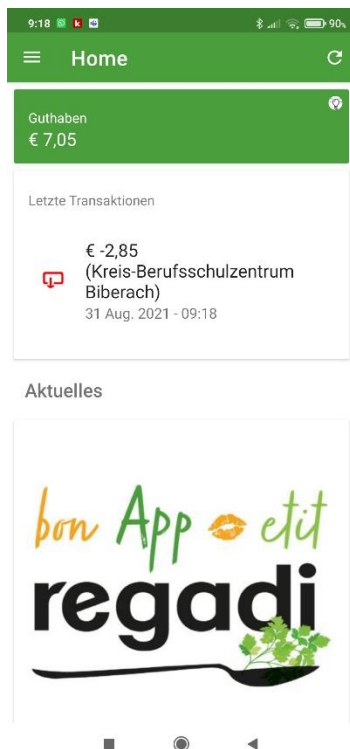 9:18 90%
Home
Guthaben
€ 7,05
Letzte Transaktionen
€ -2,85
(Kreis-Berufsschulzentrum
Biberach)
31 Aug. 2021 - 09:18
Aktuelles
bon App etit
regadi